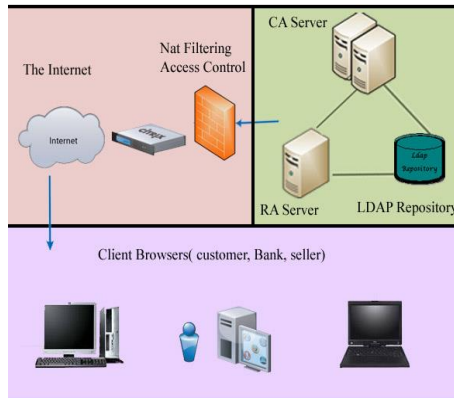 CA Server
Nat Filtering
Access Control
The Internet
Internet
citrix
Ldap
Repository
RA Server
LDAP Repository
Client Browsers( customer, Bank, seller)